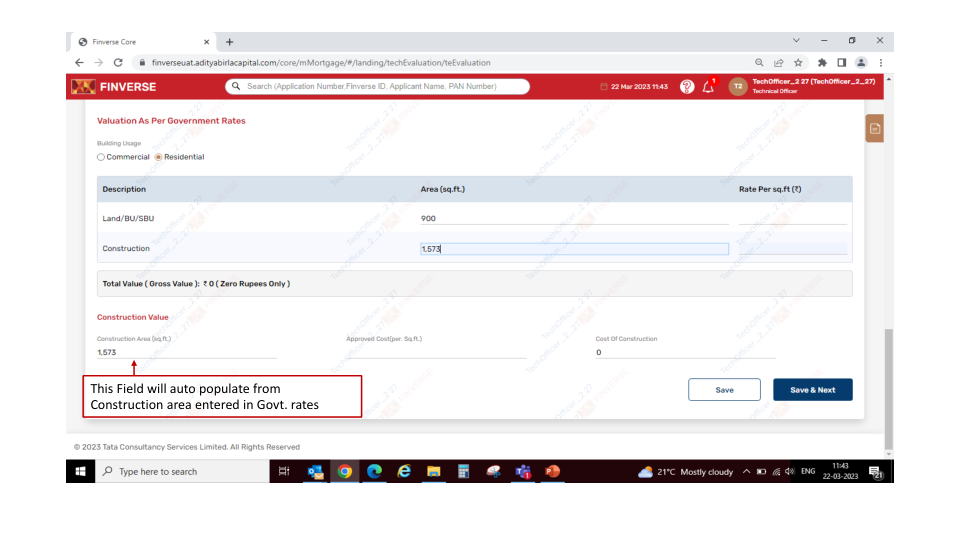 Finverse Core
finverseuat.adityabirlacapital.com/core/mMortgage/#/landing/techEvaluation/teEvaluation
FINVERSE
Search (Application Number,Finverse ID, Applicant Name, PAN Number)
22 Mar 2023 11:43
1
T2
TechOfficer_2 27 (TechOfficer_2_27)
Technical Officer
Valuation As Per Government Rates
Building Usage
Commercial Residential
Description Area (sq.ft.) Rate Per sq.ft (₹)
Land/BU/SBU 900
Construction 1,573
Total Value ( Gross Value ): ₹ 0 ( Zero Rupees Only )
Construction Value
Construction Area (sq.ft.) Approved Cost(per. Sq.ft.) Cost Of Construction
1,573 0
This Field will auto populate from
Construction area entered in Govt. rates
Save Save & Next
© 2023 Tata Consultancy Services Limited. All Rights Reserved
Type here to search
21°C Mostly cloudy
ENG
11:43
22-03-2023
21